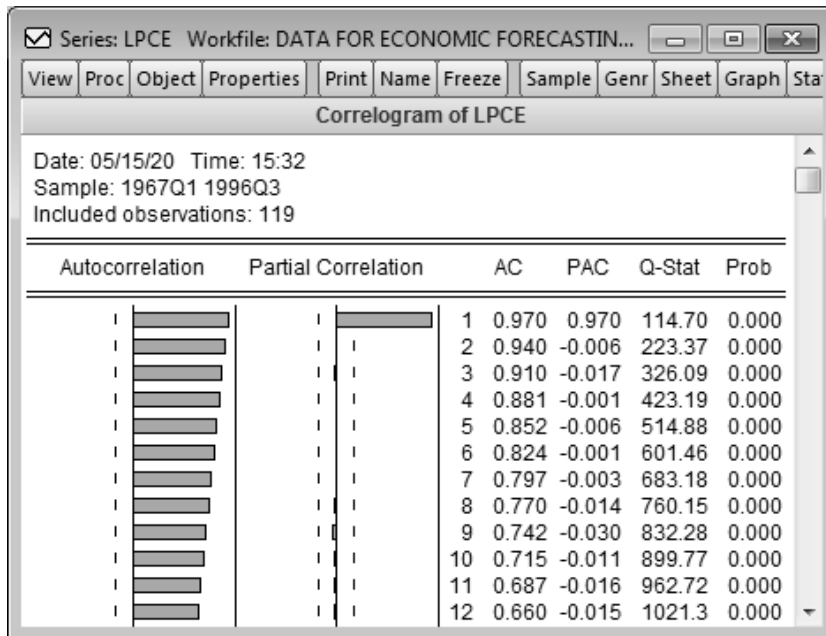 Series: LPCE Workfile: DATA FOR ECONOMIC FORECASTIN...
View Proc Object Properties Print Name Freeze Sample Genr Sheet Graph Sta
Correlogram of LPCE
Date: 05/15/20 Time: 15:32
Sample: 1967Q1 1996Q3
Included observations: 119
Autocorrelation Partial Correlation AC PAC Q-Stat Prob
1 0.970 0.970 114.70 0.000
2 0.940 -0.006 223.37 0.000
3 0.910 -0.017 326.09 0.000
4 0.881 -0.001 423.19 0.000
5 0.852 -0.006 514.88 0.000
6 0.824 -0.001 601.46 0.000
7 0.797 -0.003 683.18 0.000
8 0.770 -0.014 760.15 0.000
9 0.742 -0.030 832.28 0.000
10 0.715 -0.011 899.77 0.000
11 0.687 -0.016 962.72 0.000
12 0.660 -0.015 1021.3 0.000